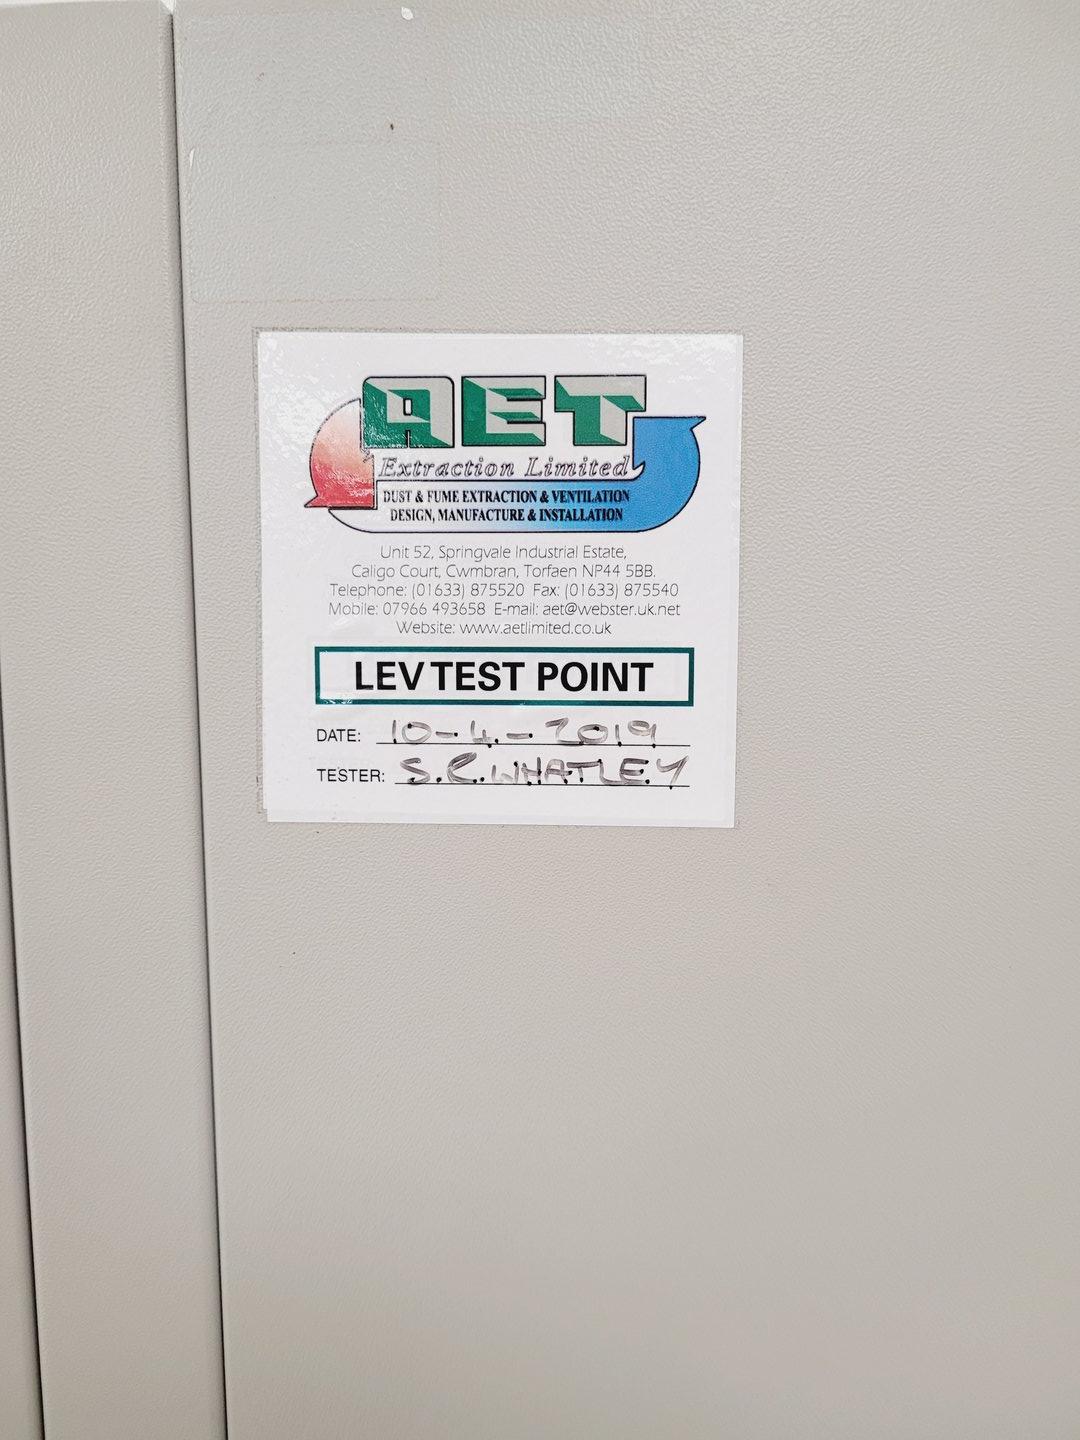 AET
Extraction Limited
DUST & FUME EXTRACTION & VENTILATION
DESIGN, MANUFACTURE & INSTALLATION
Unit 52, Springvale Industrial Estate,
Caligo Court, Cwmbran, Torfaen NP44 5BB.
Telephone: (01633) 875520 Fax: (01633) 875540
Mobile: 07966 493658 E-mail: aet@webster.uk.net
Website: www.aetlimited.co.uk
LEV TEST POINT
DATE: 10-4.-2019
TESTER: S.R.WHATLEY